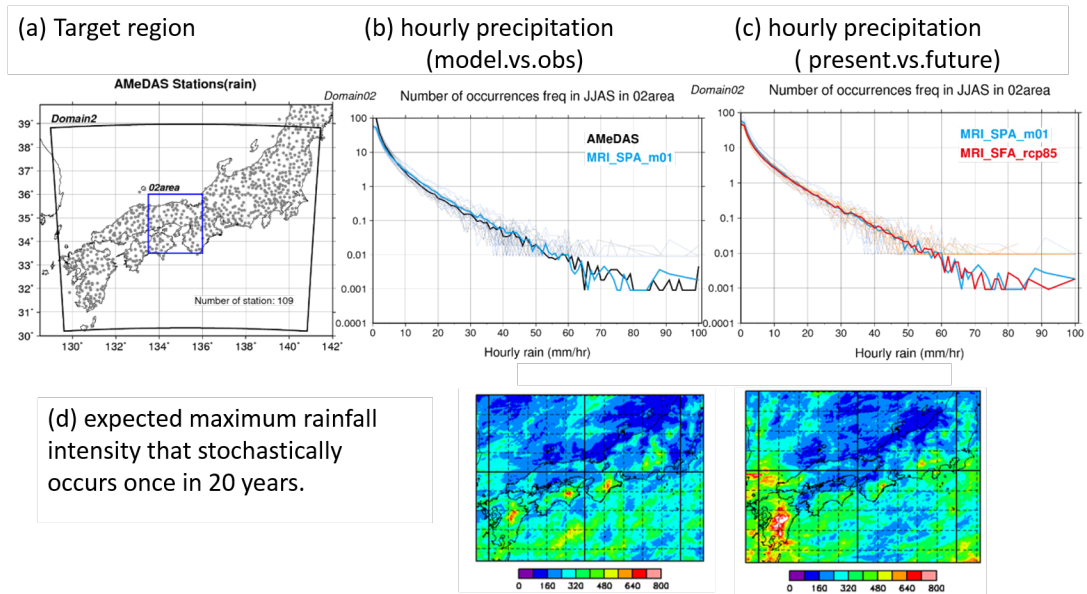 (a) Target region
(b) hourly precipitation
(model.vs.obs)
(c) hourly precipitation
( present.vs.future)
AMeDAS Stations(rain)
Domain2
02area
Number of station: 109
39˚
38˚
37˚
36˚
35˚
34˚
33˚
32˚
31˚
30˚
130˚ 132˚ 134˚ 136˚ 138˚ 140˚ 142˚
Domain02
Number of occurrences freq in JJAS in 02area
AMeDAS
MRI_SPA_m01
100
10
1
0.1
0.01
0.001
0.0001
0 10 20 30 40 50 60 70 80 90 100
Hourly rain (mm/hr)
Domain02
Number of occurrences freq in JJAS in 02area
MRI_SPA_m01
MRI_SFA_rcp85
100
10
1
0.1
0.01
0.001
0.0001
0 10 20 30 40 50 60 70 80 90 100
Hourly rain (mm/hr)
(d) expected maximum rainfall
intensity that stochastically
occurs once in 20 years.
0 160 320 480 640 800
0 160 320 480 640 800